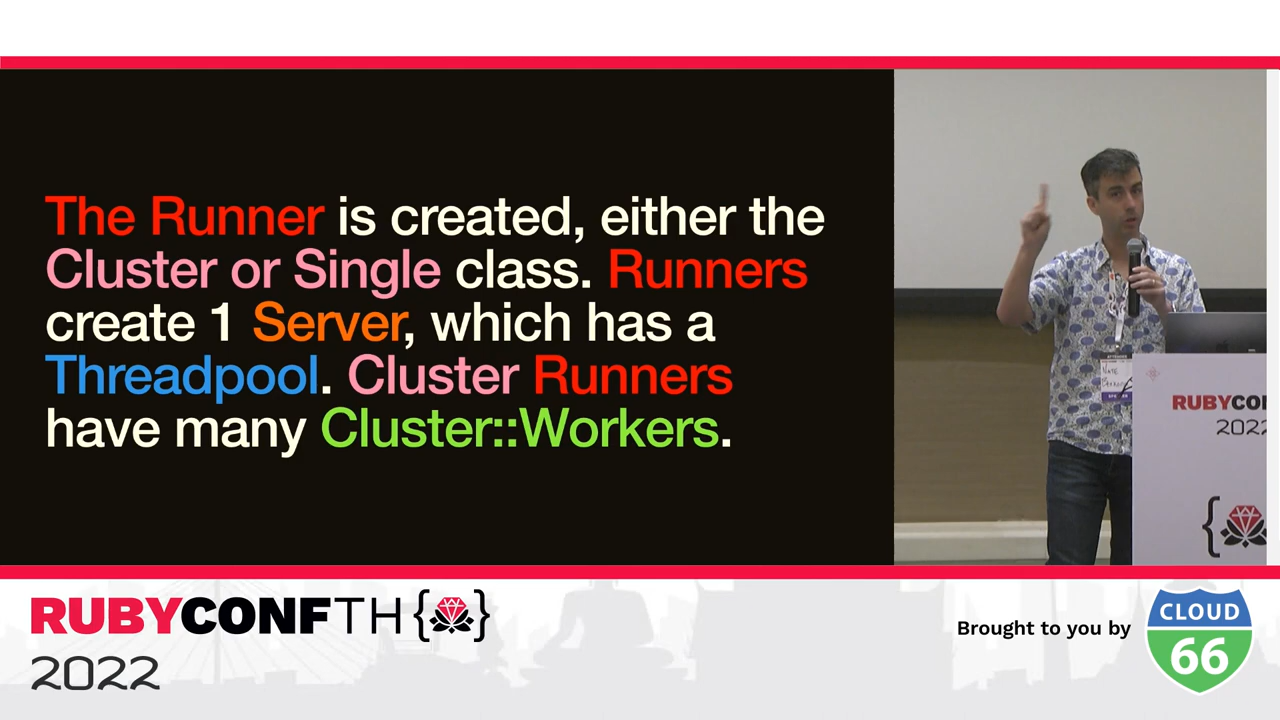 The Runner is created, either the
Cluster or Single class. Runners
create 1 Server, which has a
Threadpool. Cluster Runners
have many Cluster::Workers.
RUBYCONFTH
2022
Brought to you by
CLOUD
66
RUBYCO
2022